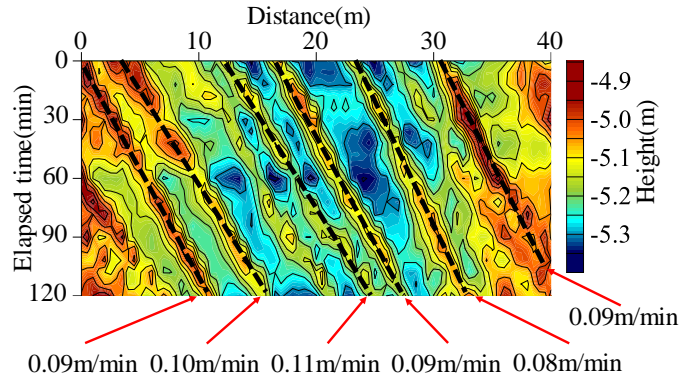 Distance(m)
0 10 20 30 40
Elapsed time(min)
0
30
60
90
120
Height(m)
-4.9
-5.0
-5.1
-5.2
-5.3
0.09m/min
0.09m/min 0.10m/min 0.11m/min 0.09m/min 0.08m/min